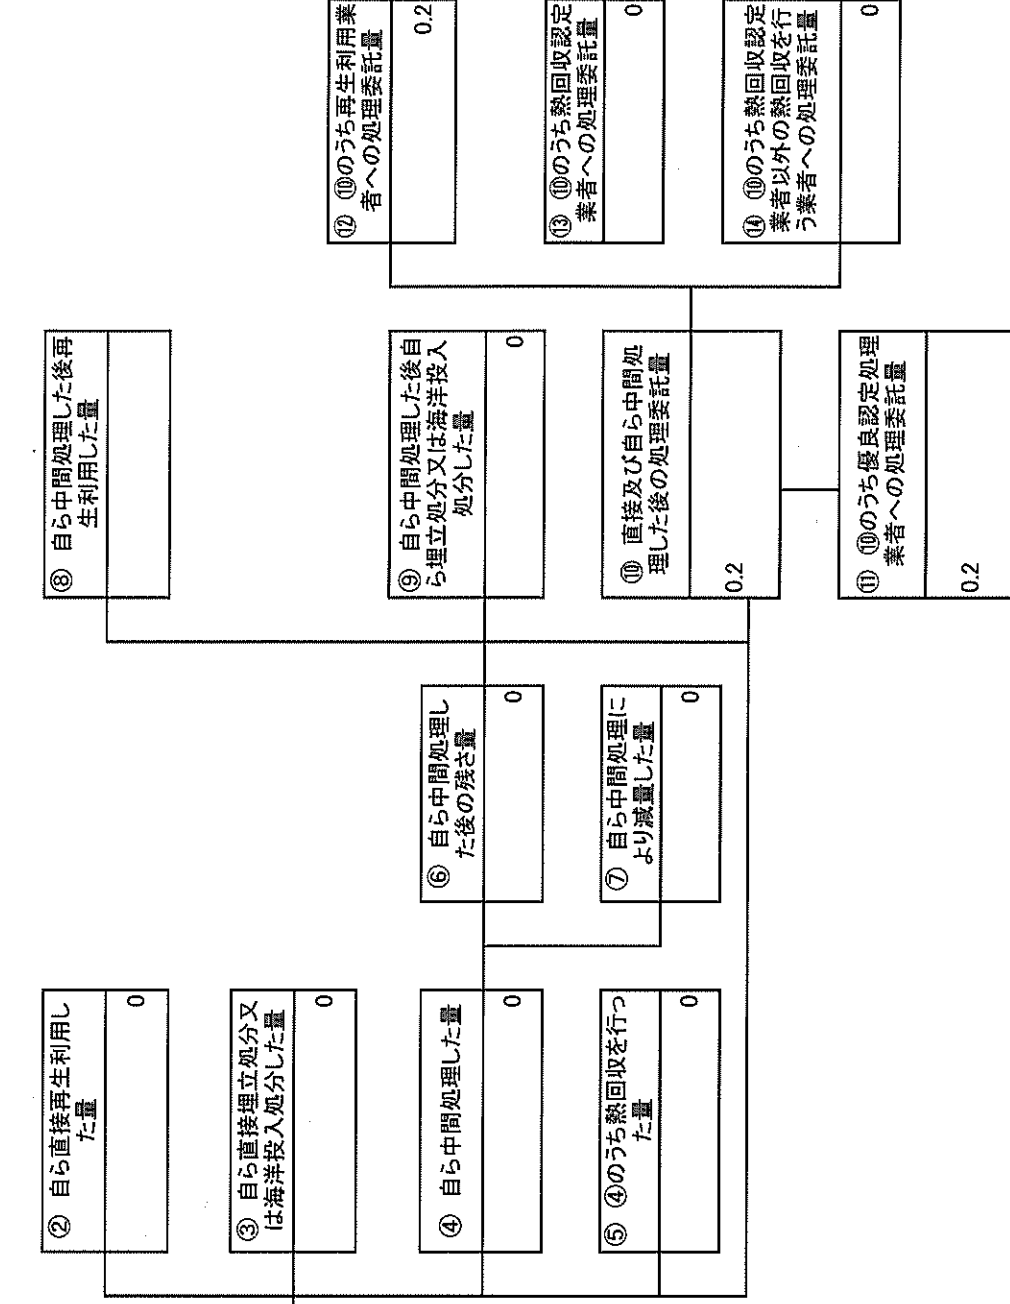 ② 自ら直接再生利用し
た量
0
③ 自ら直接埋立処分又
は海洋投入処分した量
0
④ 自ら中間処理した量
0
⑤ ④のうち熱回収を行っ
た量
0
⑥ 自ら中間処理し
た後の残さ量
0
⑦ 自ら中間処理に
より減量した量
0
⑧ 自ら中間処理した後再
生利用した量
⑨ 自ら中間処理した後自
ら埋立処分又は海洋投入
処分した量
0
⑩ 直接及び自ら中間処
理した後の処理委託量
0.2
⑪ ⑩のうち優良認定処理
業者への処理委託量
0.2
⑫ ⑩のうち再生利用業
者への処理委託量
0.2
⑬ ⑩のうち熱回収認定
業者への処理委託量
0
⑭ ⑩のうち熱回収認定
業者以外の熱回収を行
う業者への処理委託量
0